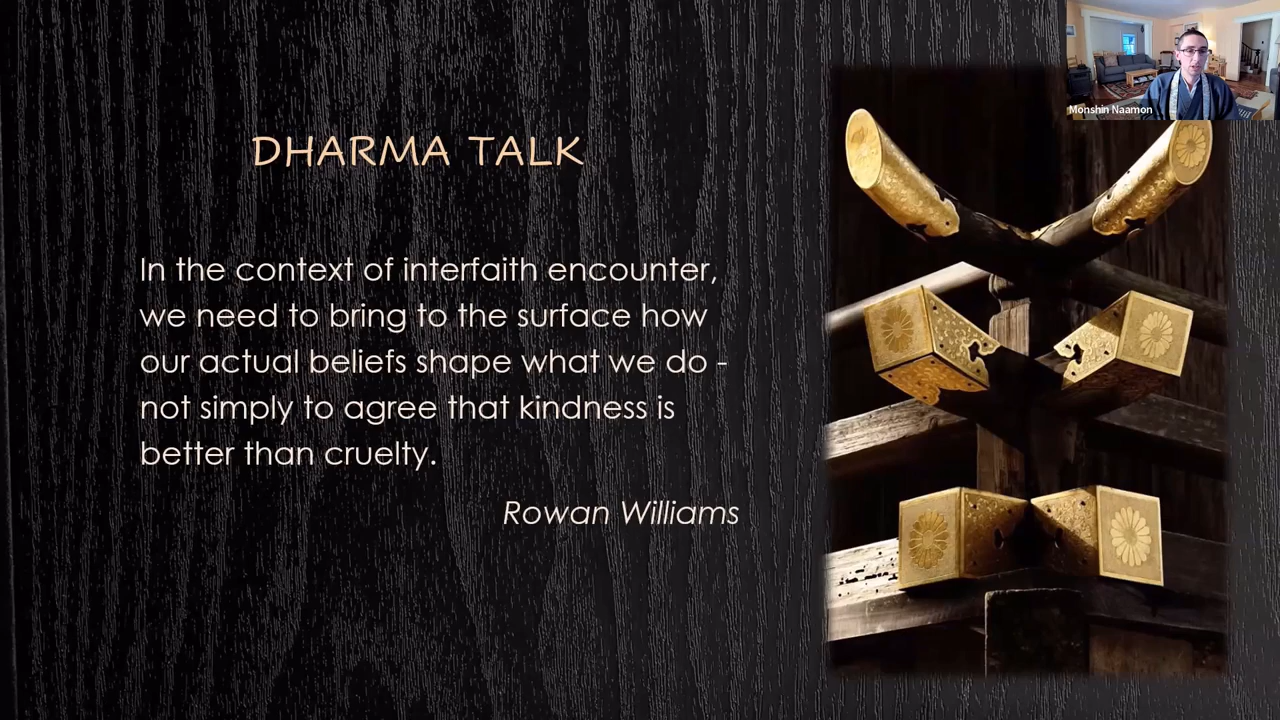 DHARMA TALK
In the context of interfaith encounter,
we need to bring to the surface how
our actual beliefs shape what we do -
not simply to agree that kindness is
better than cruelty.
Rowan Williams
Monshin Naamon